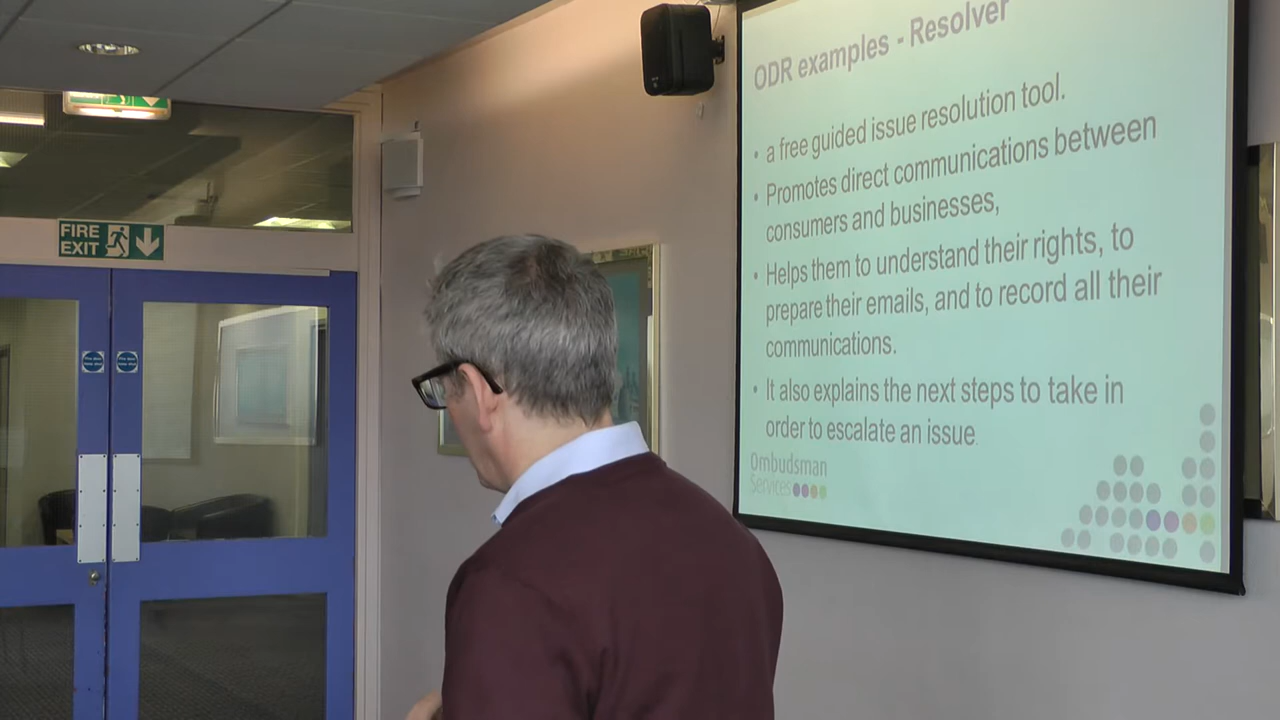 ODR examples - Resolver
• a free guided issue resolution tool.
• Promotes direct communications between
consumers and businesses,
• Helps them to understand their rights, to
prepare their emails, and to record all their
communications.
• It also explains the next steps to take in
order to escalate an issue.
Ombudsman
Services
FIRE
EXIT